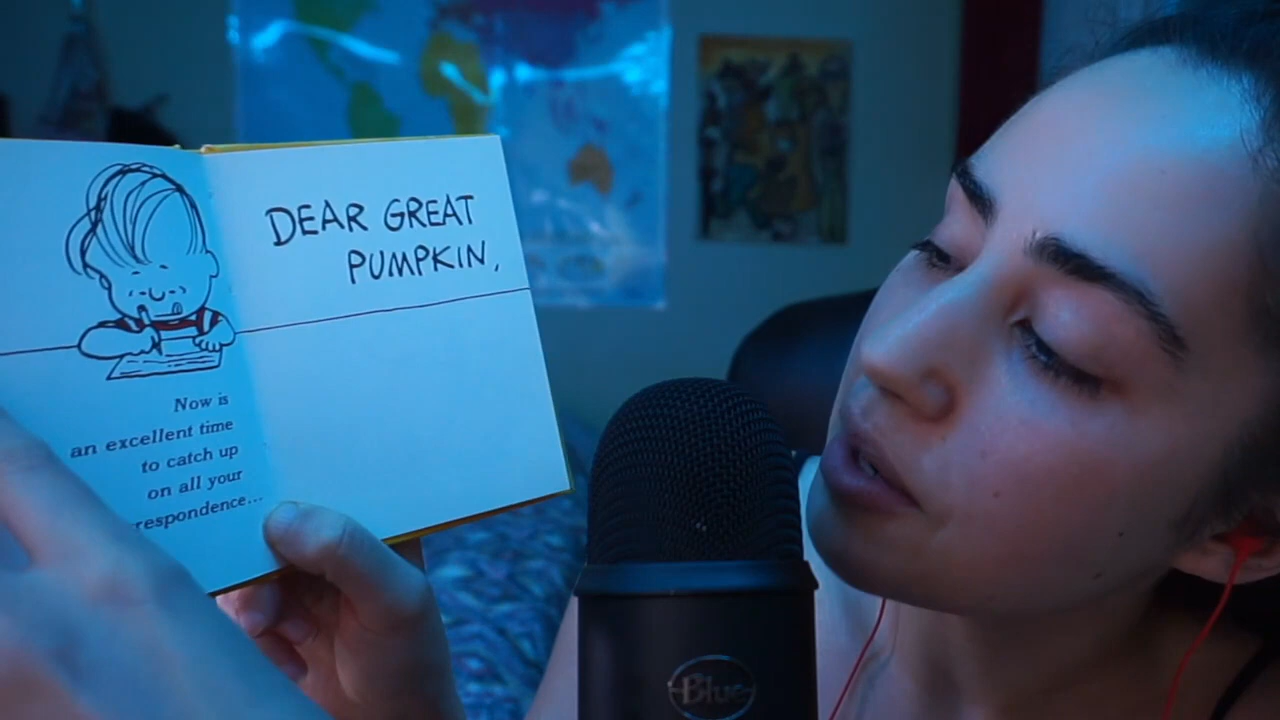 Now is
an excellent time
to catch up
on all your
respondence...
DEAR GREAT
PUMPKIN,
Blue